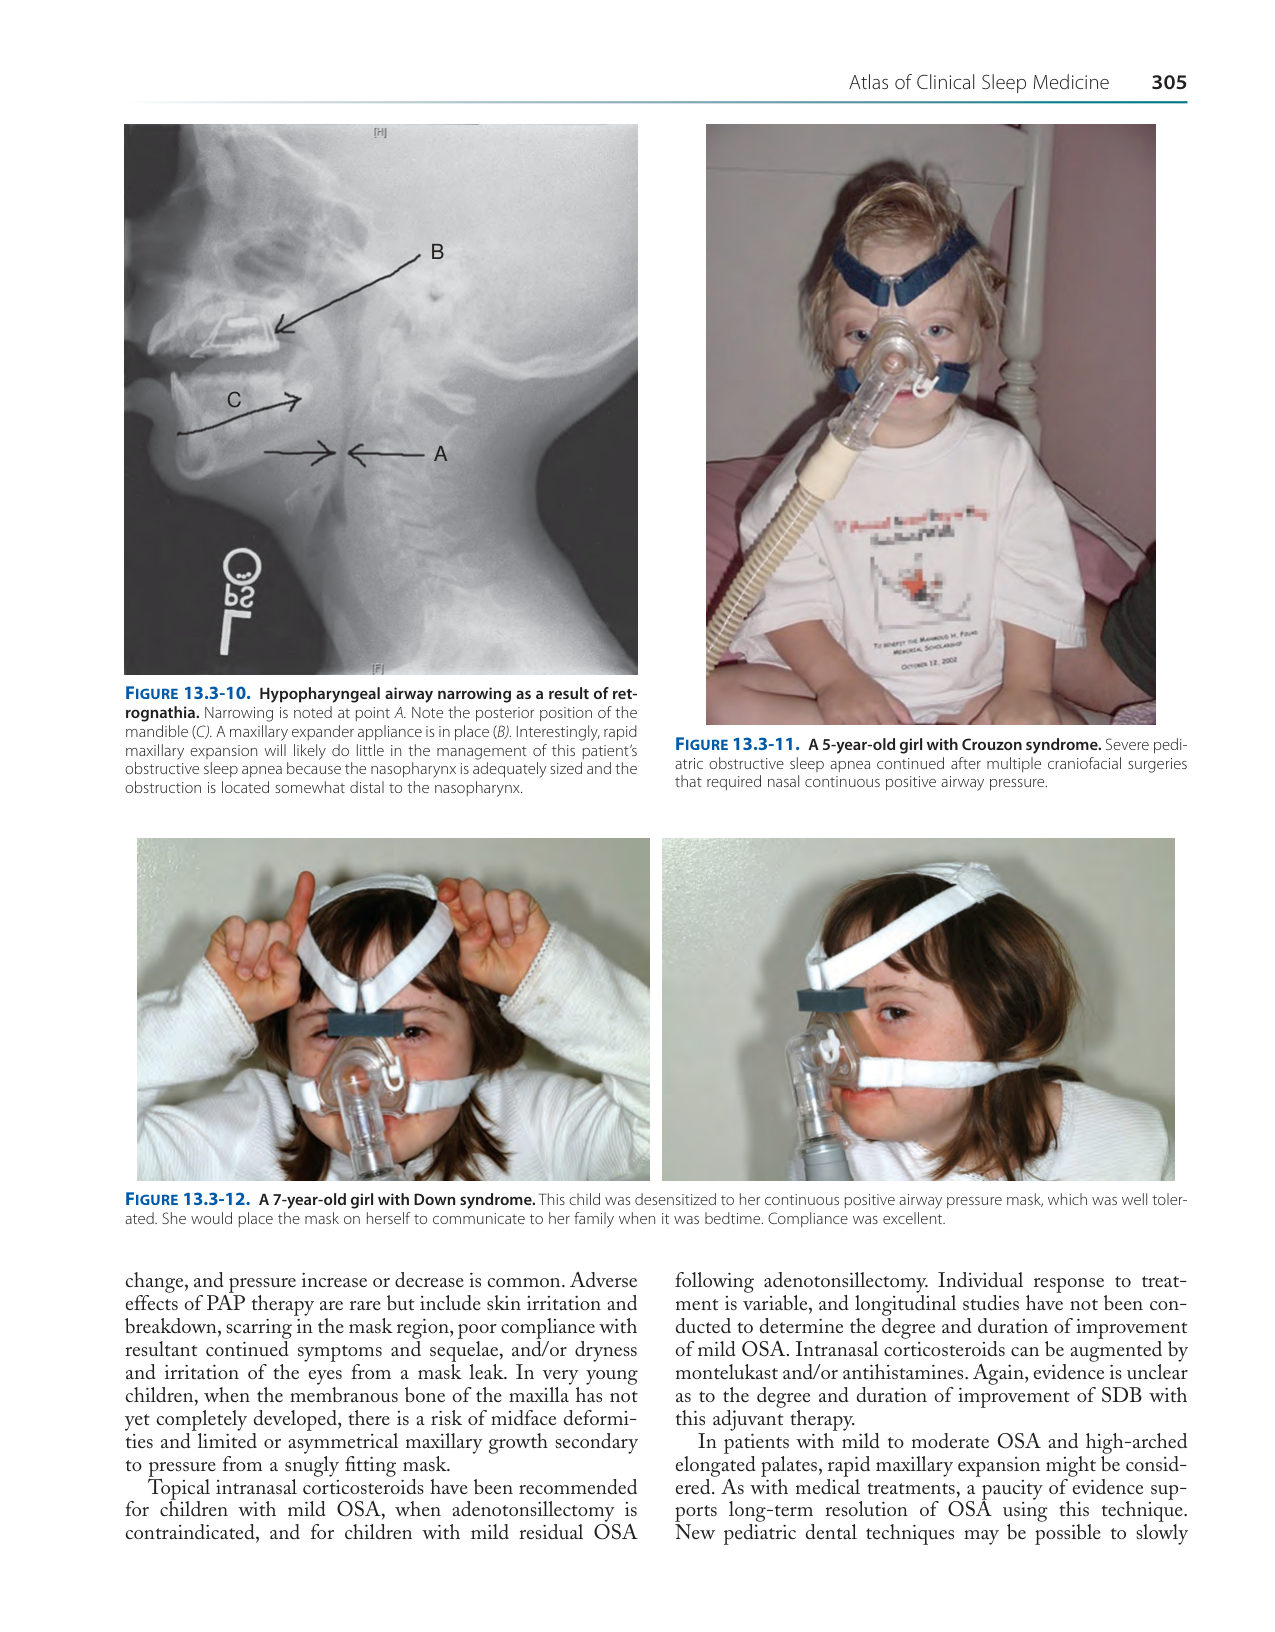 Atlas of Clinical Sleep Medicine 305
[H]
B
C
A
L
[F]
FIGURE 13.3-10. Hypopharyngeal airway narrowing as a result of ret-
rognathia. Narrowing is noted at point A. Note the posterior position of the
mandible (C). A maxillary expander appliance is in place (B). Interestingly, rapid
maxillary expansion will likely do little in the management of this patient's
obstructive sleep apnea because the nasopharynx is adequately sized and the
obstruction is located somewhat distal to the nasopharynx.
TO BENEFIT THE MAHMOUD H. FOUAD
MEMORIAL SCHOLARSHIP
OCTOBER 12, 2002
FIGURE 13.3-11. A 5-year-old girl with Crouzon syndrome. Severe pedi-
atric obstructive sleep apnea continued after multiple craniofacial surgeries
that required nasal continuous positive airway pressure.
FIGURE 13.3-12. A 7-year-old girl with Down syndrome. This child was desensitized to her continuous positive airway pressure mask, which was well toler-
ated. She would place the mask on herself to communicate to her family when it was bedtime. Compliance was excellent.
change, and pressure increase or decrease is common. Adverse
effects of PAP therapy are rare but include skin irritation and
breakdown, scarring in the mask region, poor compliance with
resultant continued symptoms and sequelae, and/or dryness
and irritation of the eyes from a mask leak. In very young
children, when the membranous bone of the maxilla has not
yet completely developed, there is a risk of midface deformi-
ties and limited or asymmetrical maxillary growth secondary
to pressure from a snugly fitting mask.
Topical intranasal corticosteroids have been recommended
for children with mild OSA, when adenotonsillectomy is
contraindicated, and for children with mild residual OSA
following adenotonsillectomy. Individual response to treat-
ment is variable, and longitudinal studies have not been con-
ducted to determine the degree and duration of improvement
of mild OSA. Intranasal corticosteroids can be augmented by
montelukast and/or antihistamines. Again, evidence is unclear
as to the degree and duration of improvement of SDB with
this adjuvant therapy.
In patients with mild to moderate OSA and high-arched
elongated palates, rapid maxillary expansion might be consid-
ered. As with medical treatments, a paucity of evidence sup-
ports long-term resolution of OSA using this technique.
New pediatric dental techniques may be possible to slowly